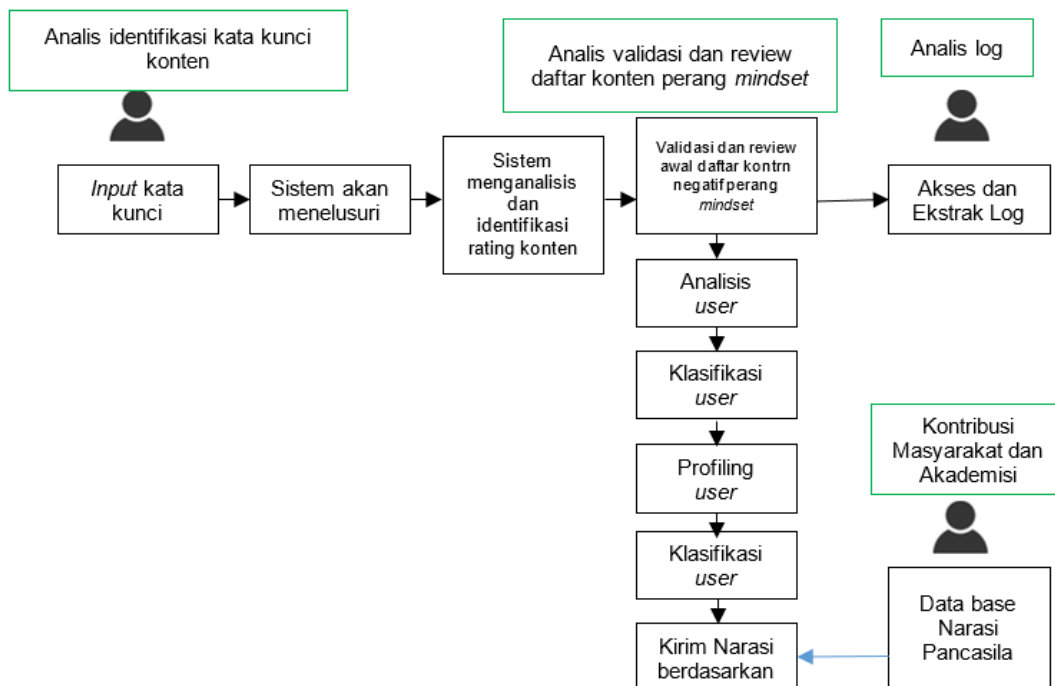 Analis identifikasi kata kunci
konten
Analis validasi dan review
daftar konten perang mindset
Analis log
Input kata
kunci
Sistem akan
menelusuri
Sistem
menganalisis
dan
identifikasi
rating konten
Validasi dan review
awal daftar kontrn
negatif perang
mindset
Akses dan
Ekstrak Log
Analisis
user
Klasifikasi
user
Profiling
user
Klasifikasi
user
Kirim Narasi
berdasarkan
Kontribusi
Masyarakat dan
Akademisi
Data base
Narasi
Pancasila